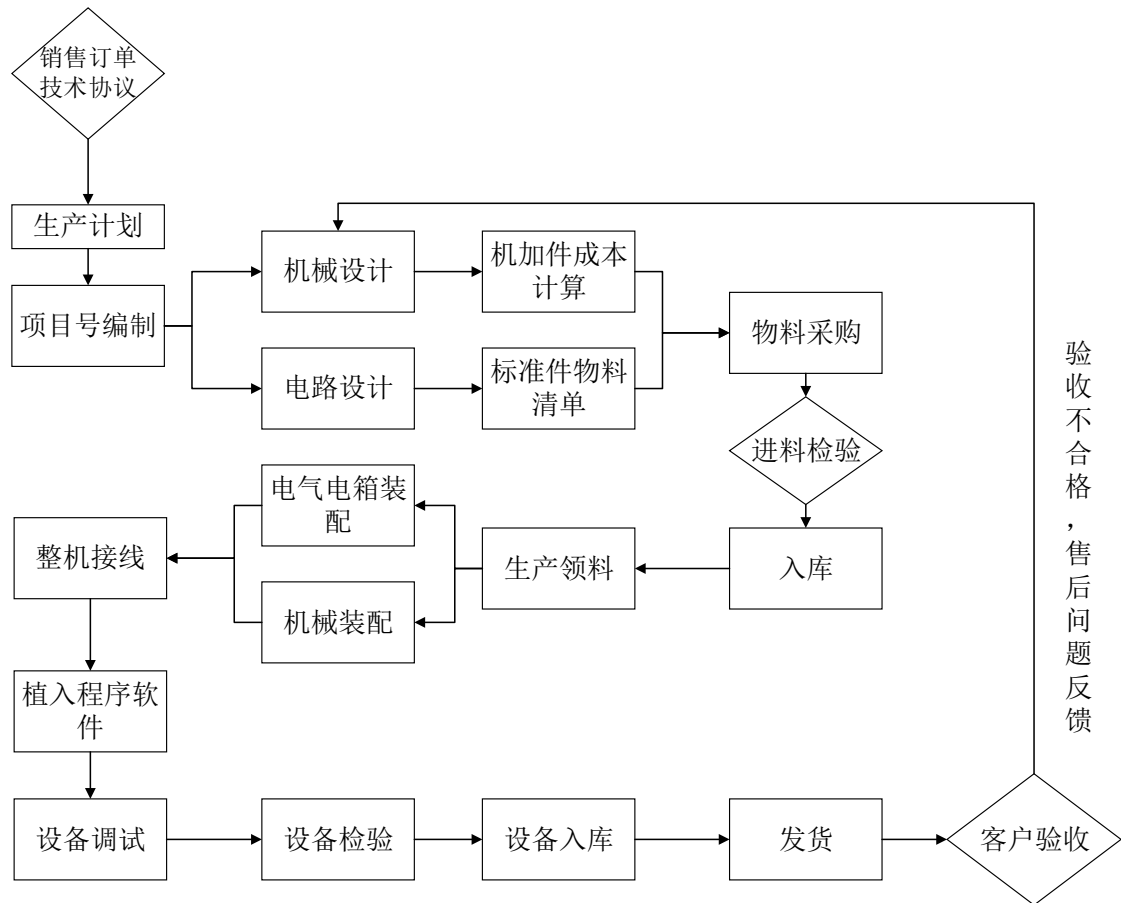 销售订单
技术协议
生产计划
项目号编制
机械设计
机加件成本
计算
电路设计
标准件物料
清单
物料采购
进料检验
入库
生产领料
电气电箱装
配
机械装配
整机接线
植入程序软
件
设备调试
设备检验
设备入库
发货
客户验收
验收不合格，售后问题反馈